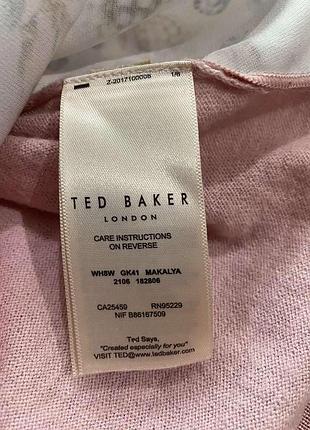 Z-2017100008 1/6
TED BAKER
LONDON
CARE INSTRUCTIONS
ON REVERSE
WH8W GK41 MAKALYA
2106 182806
CA25450 RN95229
NIF B86167509
Ted Says,
"Created especially for you"
VISIT TED@www.tedbaker.com